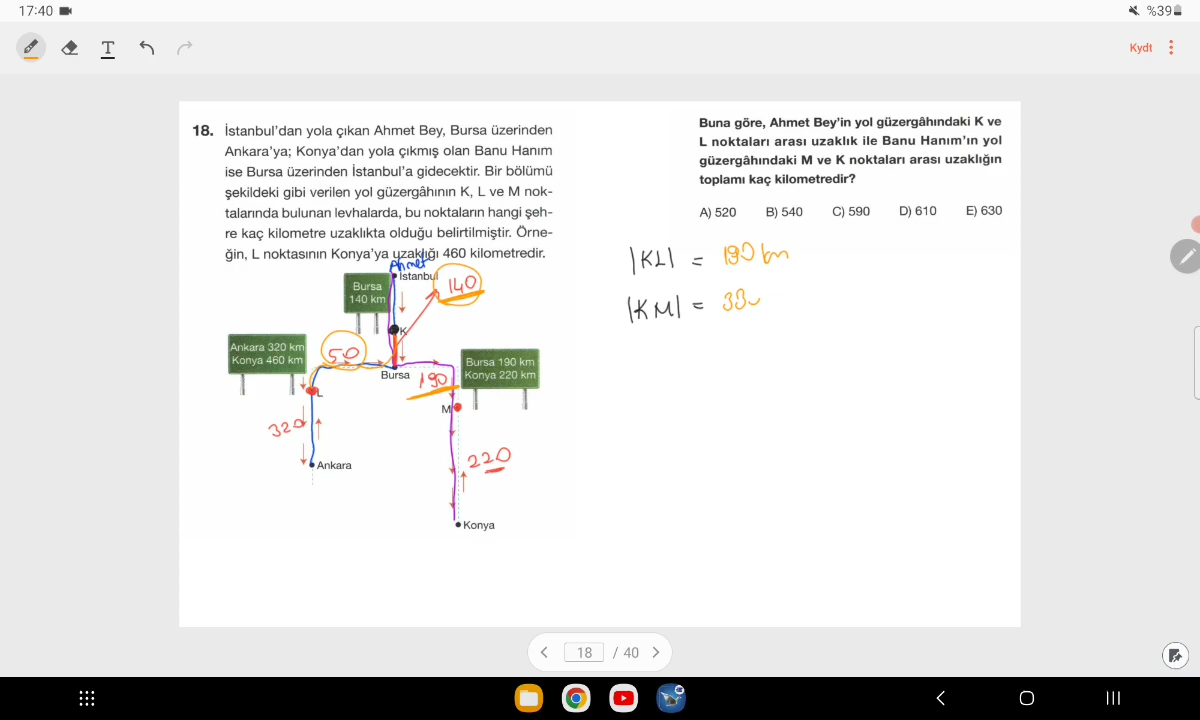 17:40
%39
T
Kydt
18. İstanbul'dan yola çıkan Ahmet Bey, Bursa üzerinden
Ankara'ya; Konya'dan yola çıkmış olan Banu Hanım
ise Bursa üzerinden İstanbul'a gidecektir. Bir bölümü
şekildeki gibi verilen yol güzergâhının K, L ve M nok-
talarında bulunan levhalarda, bu noktaların hangi şeh-
re kaç kilometre uzaklıkta olduğu belirtilmiştir. Örne-
ğin, L noktasının Konya'ya uzaklığı 460 kilometredir.
Ahmet
İstanbul
Bursa
140 km
140
K
Ankara 320 km
Konya 460 km
50
Bursa
190
Bursa 190 km
Konya 220 km
L
M
320
Ankara
220
Konya
Buna göre, Ahmet Bey'in yol güzergâhındaki K ve
L noktaları arası uzaklık ile Banu Hanım'ın yol
güzergâhındaki M ve K noktaları arası uzaklığın
toplamı kaç kilometredir?
A) 520 B) 540 C) 590 D) 610 E) 630
|KL| = 190 km
|KM| = 330
18 / 40